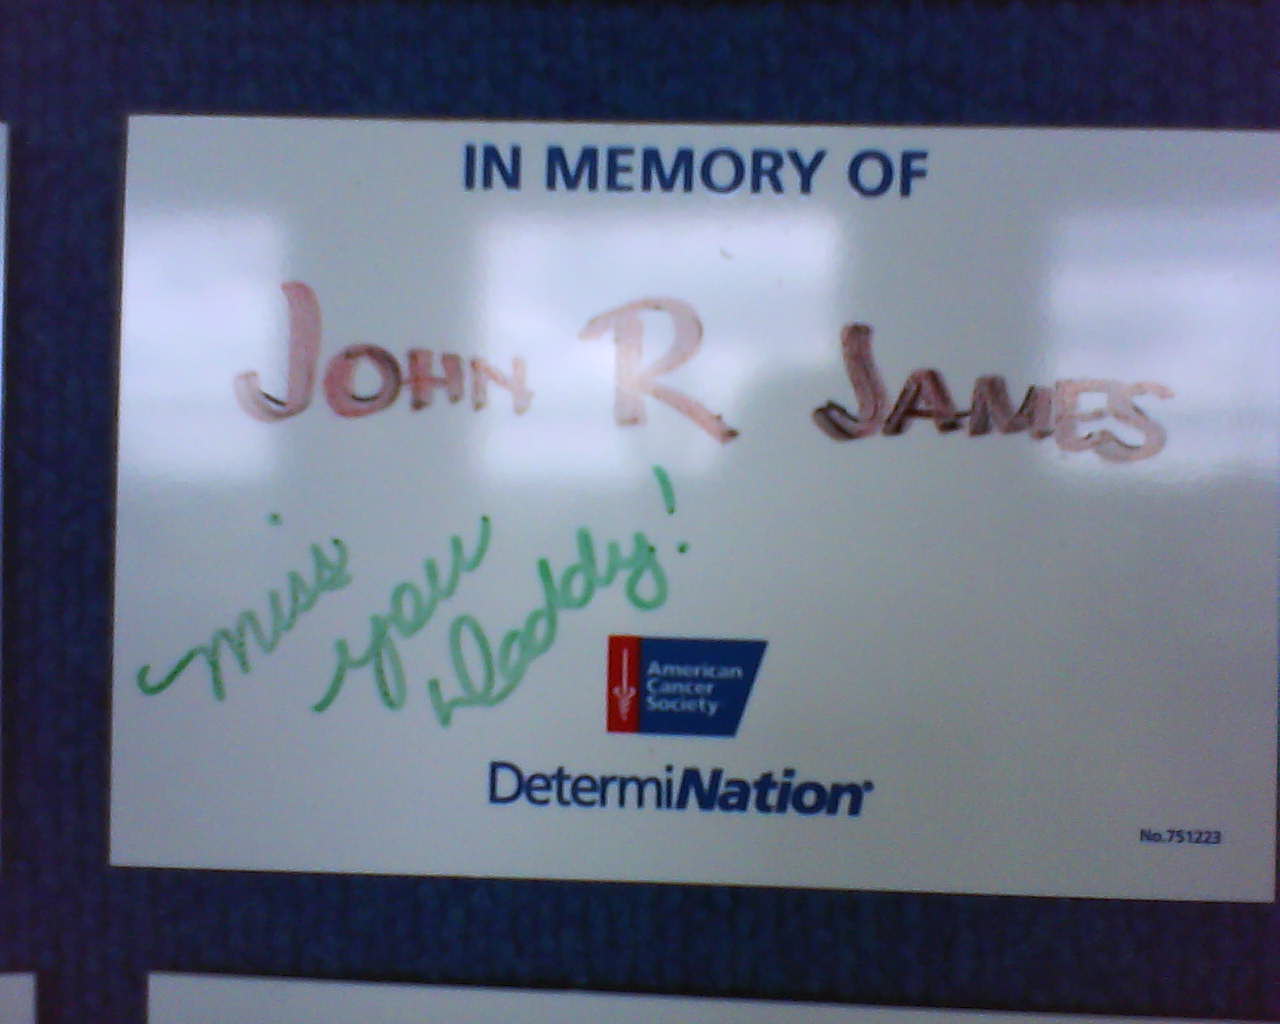 IN MEMORY OF
JOHN R JAMES
miss
you
Daddy!
American
Cancer
Society
DetermiNation
No.751223